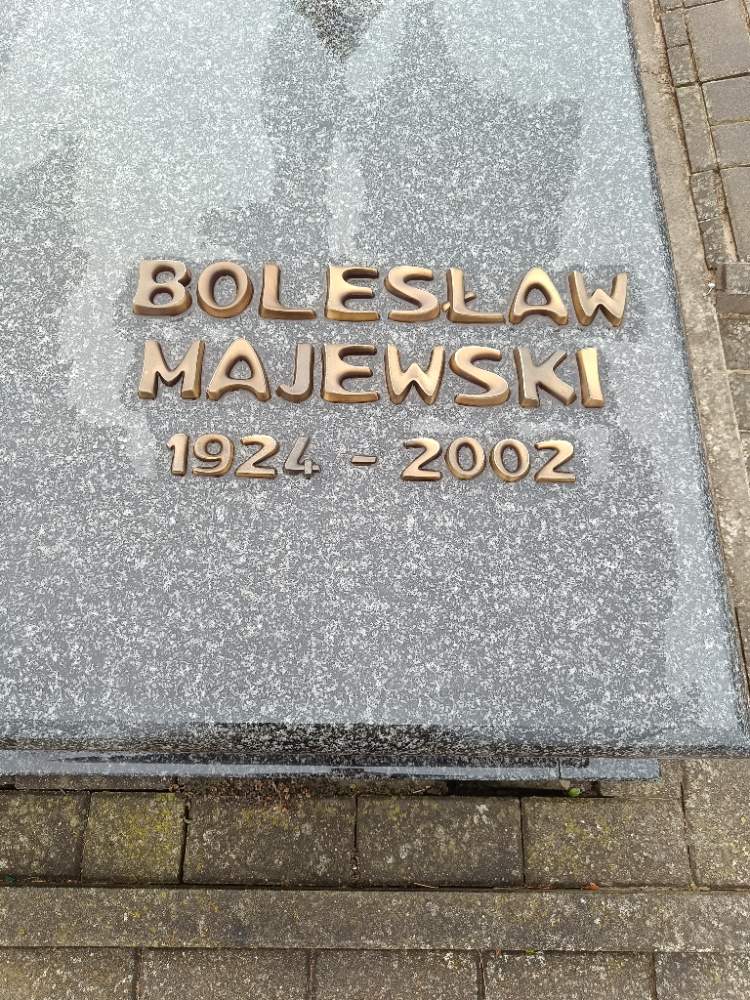 BOLESŁAW
MAJEWSKI
1924 - 2002